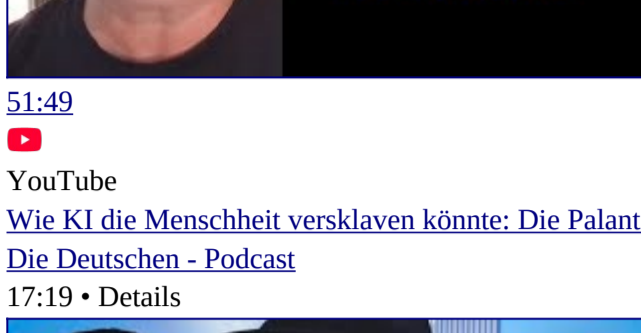 51:49
YouTube
Wie KI die Menschheit versklaven könnte: Die Palant
Die Deutschen - Podcast
17:19 • Details